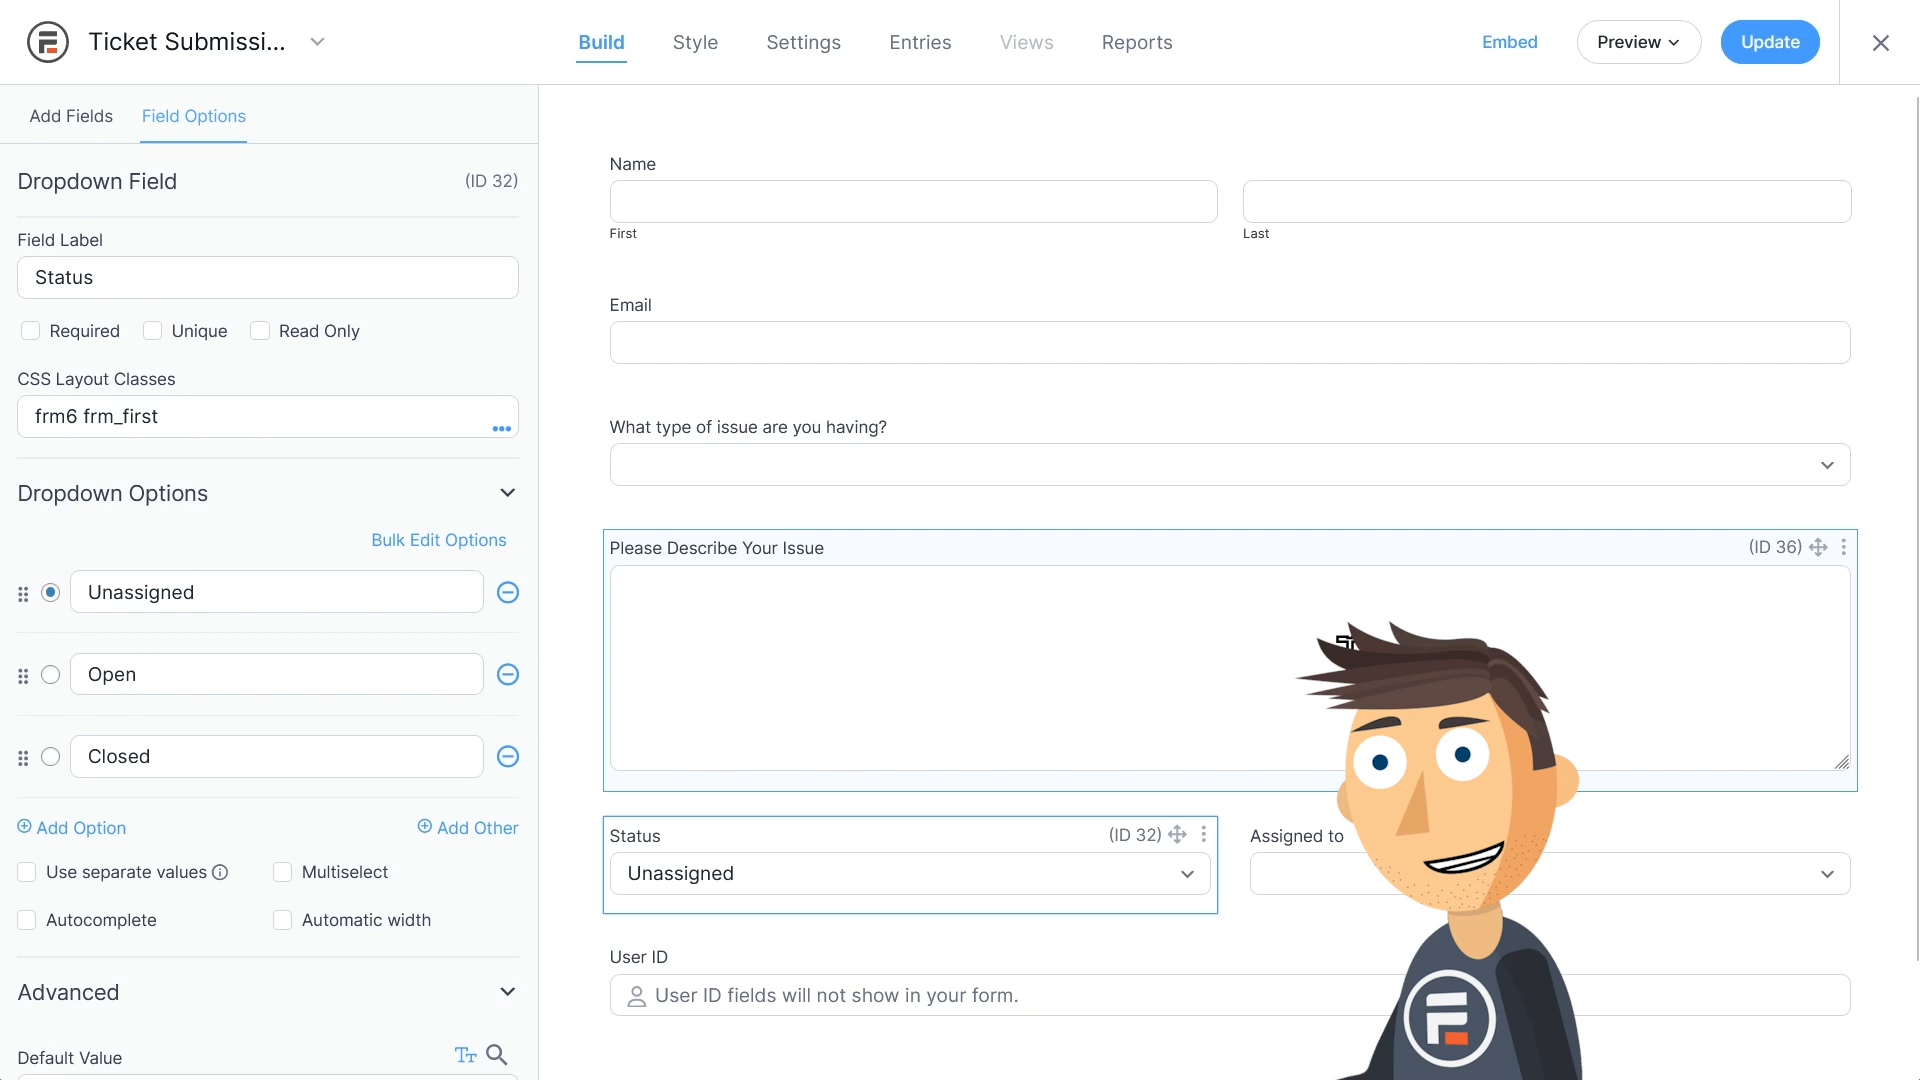 Ticket Submissi...
Build
Style
Settings
Entries
Views
Reports
Embed
Preview
Update
Add Fields
Field Options
Dropdown Field
(ID 32)
Field Label
Status
Required
Unique
Read Only
CSS Layout Classes
frm6 frm_first
Dropdown Options
Bulk Edit Options
Unassigned
Open
Closed
Add Option
Add Other
Use separate values
Multiselect
Autocomplete
Automatic width
Advanced
Default Value
Name
First
Last
Email
What type of issue are you having?
Please Describe Your Issue
(ID 36)
Status
(ID 32)
Unassigned
Assigned to
User ID
User ID fields will not show in your form.